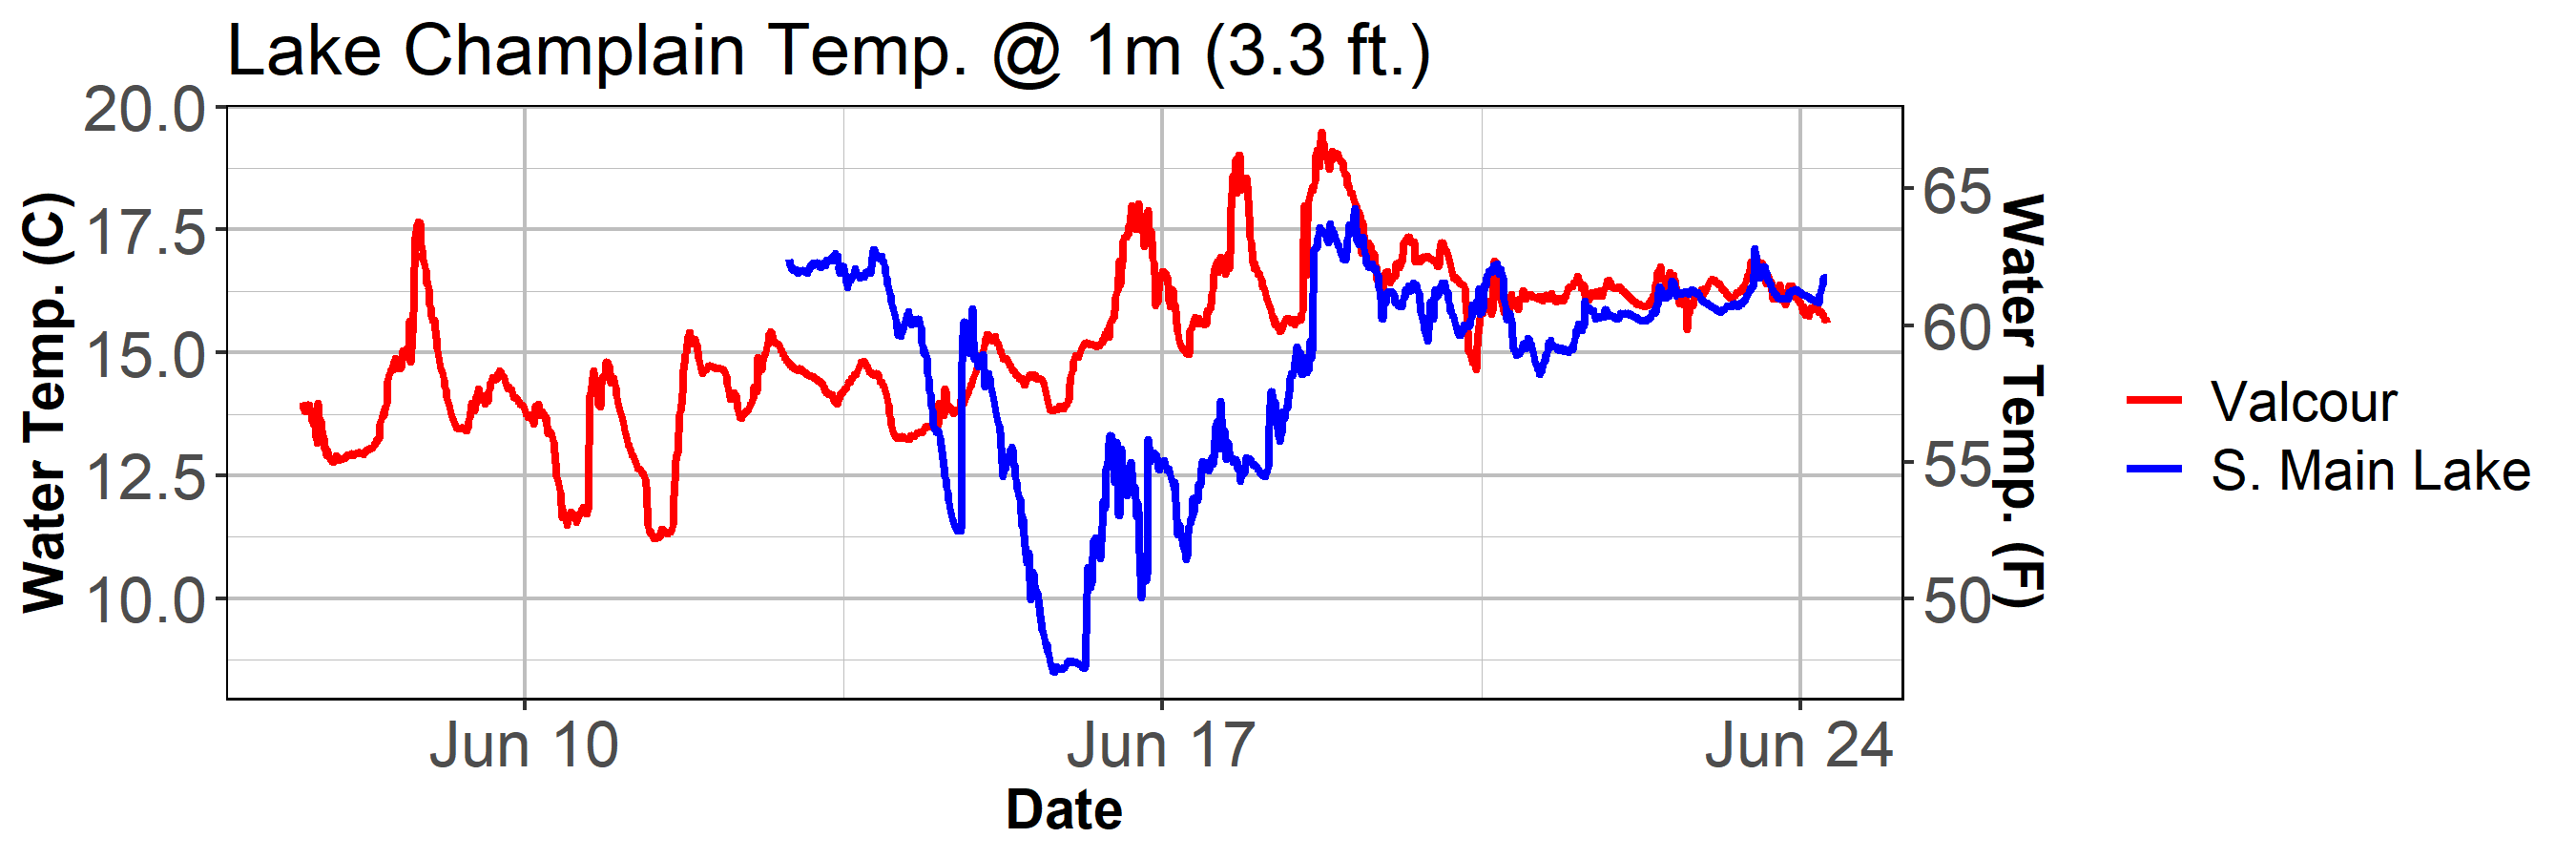 Lake Champlain Temp. @ 1m (3.3 ft.)
Water Temp. (C)
20.0
17.5
15.0
12.5
10.0
65
60
55
50
Water Temp. (F)
Jun 10
Jun 17
Jun 24
Date
Valcour
S. Main Lake